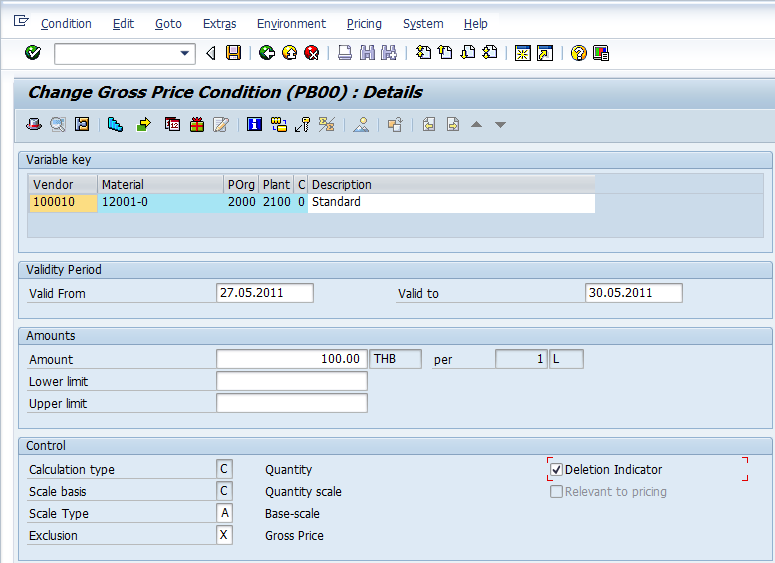 Condition Edit Goto Extras Environment Pricing System Help
Change Gross Price Condition (PB00) : Details
Variable key
Vendor Material POrg Plant C Description
100010 12001-0 2000 2100 0 Standard
Validity Period
Valid From 27.05.2011 Valid to 30.05.2011
Amounts
Amount 100.00 THB per 1 L
Lower limit
Upper limit
Control
Calculation type C Quantity Deletion Indicator
Scale basis C Quantity scale Relevant to pricing
Scale Type A Base-scale
Exclusion X Gross Price